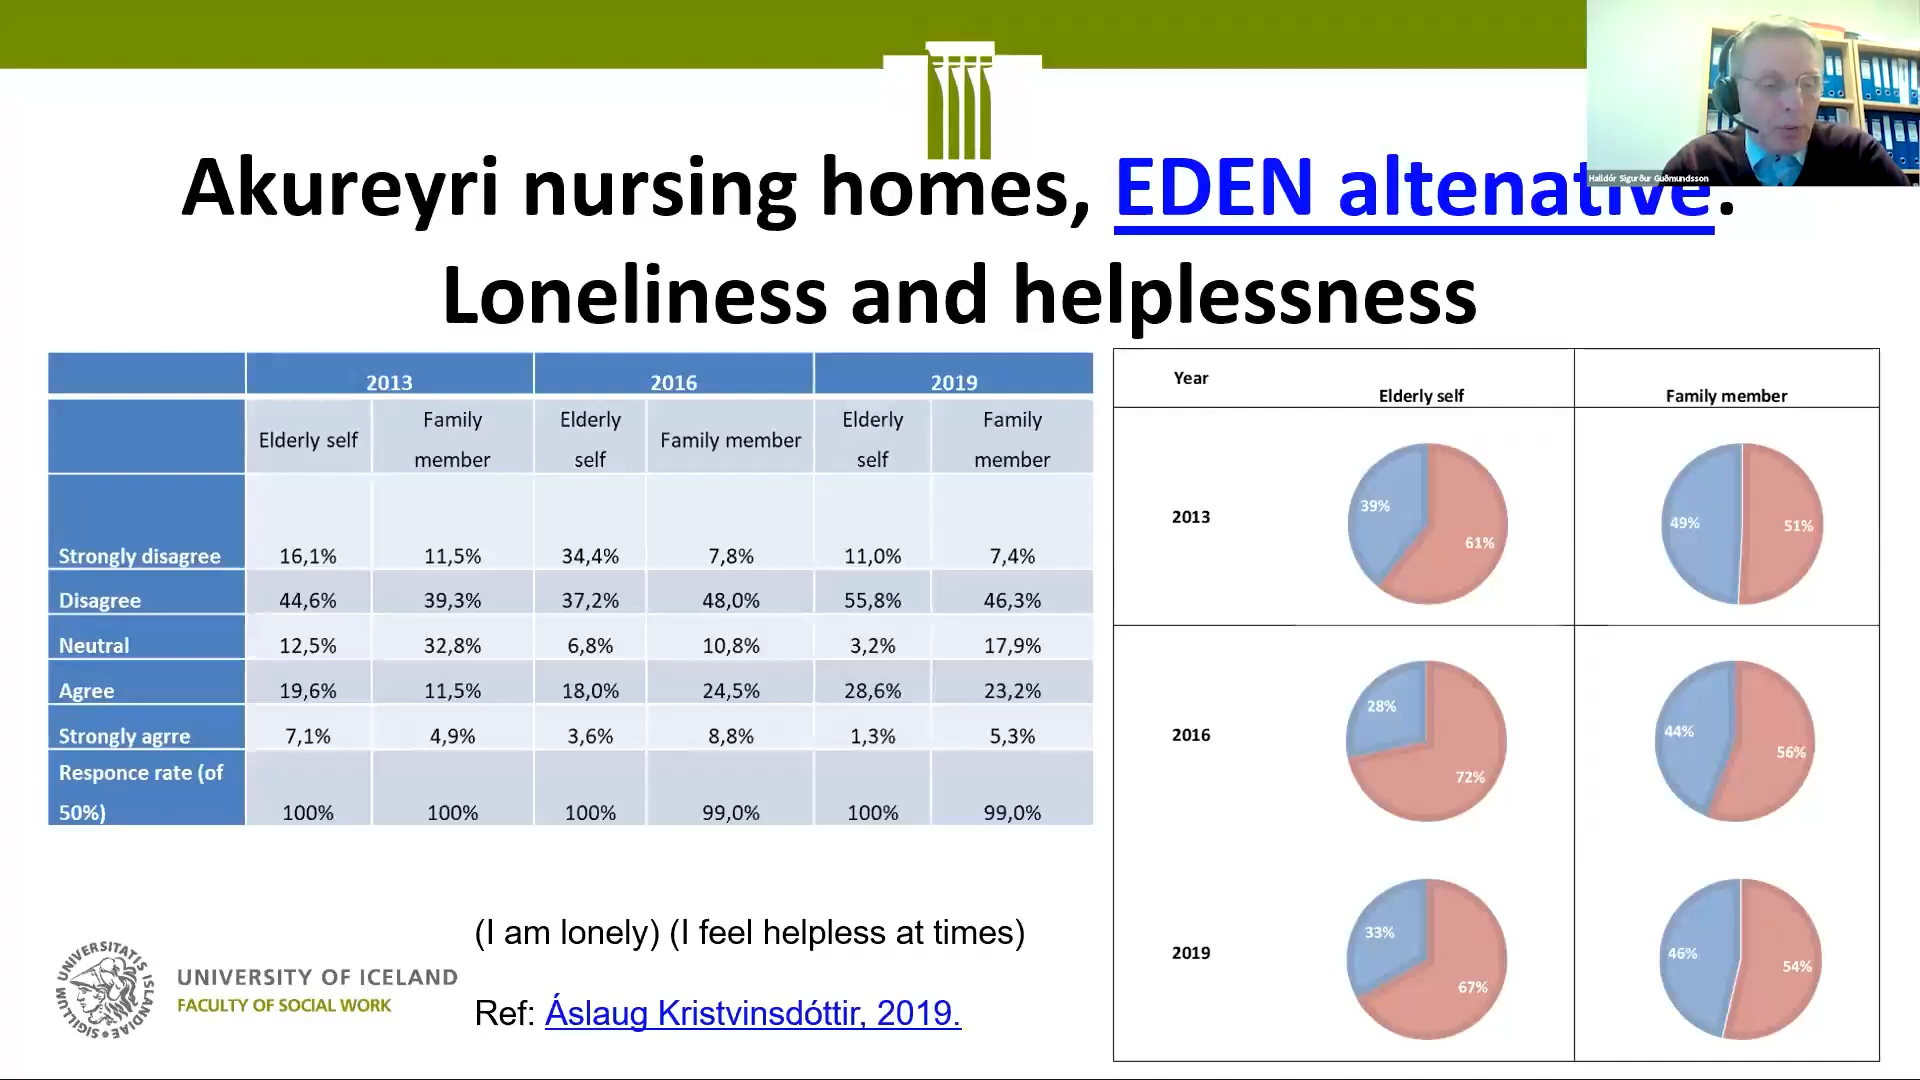 Halldór Sigurður Guðmundsson
Akureyri nursing homes, EDEN altenative.
Loneliness and helplessness
2013 2016 2019
Elderly self Family member Elderly self Family member Elderly self Family member
Strongly disagree 16,1% 11,5% 34,4% 7,8% 11,0% 7,4%
Disagree 44,6% 39,3% 37,2% 48,0% 55,8% 46,3%
Neutral 12,5% 32,8% 6,8% 10,8% 3,2% 17,9%
Agree 19,6% 11,5% 18,0% 24,5% 28,6% 23,2%
Strongly agrre 7,1% 4,9% 3,6% 8,8% 1,3% 5,3%
Responce rate (of
50%) 100% 100% 100% 99,0% 100% 99,0%
Year Elderly self Family member
2013 39% 61% 49% 51%
2016 28% 72% 44% 56%
2019 33% 67% 46% 54%
(I am lonely) (I feel helpless at times)
Ref: Áslaug Kristvinsdóttir, 2019.
UNIVERSITATIS ISLANDIAE SIGILLUM
UNIVERSITY OF ICELAND
FACULTY OF SOCIAL WORK